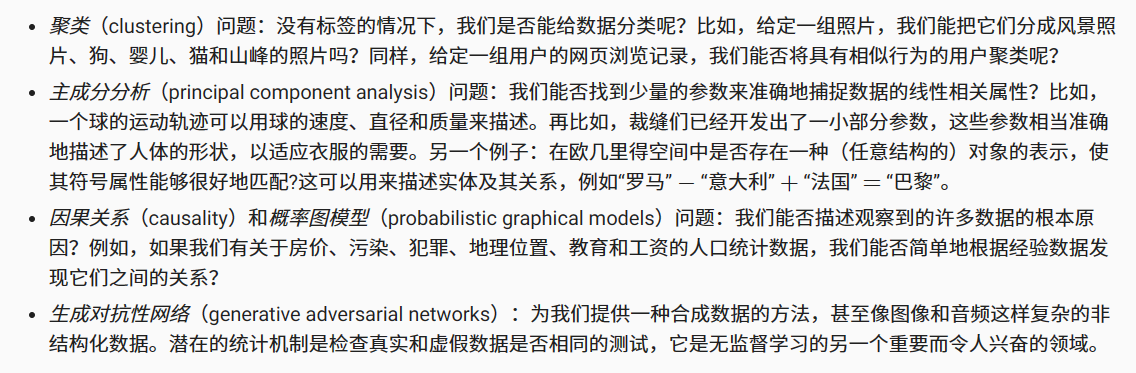 • 聚类（clustering）问题：没有标签的情况下，我们是否能给数据分类呢？比如，给定一组照片，我们能把它们分成风景照
片、狗、婴儿、猫和山峰的照片吗？同样，给定一组用户的网页浏览记录，我们能否将具有相似行为的用户聚类呢？
• 主成分分析（principal component analysis）问题：我们能否找到少量的参数来准确地捕捉数据的线性相关属性？比如，
一个球的运动轨迹可以用球的速度、直径和质量来描述。再比如，裁缝们已经开发出了一小部分参数，这些参数相当准确
地描述了人体的形状，以适应衣服的需要。另一个例子：在欧几里得空间中是否存在一种（任意结构的）对象的表示，使
其符号属性能够很好地匹配?这可以用来描述实体及其关系，例如“罗马” − “意大利” + “法国” = “巴黎”。
• 因果关系（causality）和概率图模型（probabilistic graphical models）问题：我们能否描述观察到的许多数据的根本原
因？例如，如果我们有关于房价、污染、犯罪、地理位置、教育和工资的人口统计数据，我们能否简单地根据经验数据发
现它们之间的关系？
• 生成对抗性网络（generative adversarial networks）：为我们提供一种合成数据的方法，甚至像图像和音频这样复杂的非
结构化数据。潜在的统计机制是检查真实和虚假数据是否相同的测试，它是无监督学习的另一个重要而令人兴奋的领域。